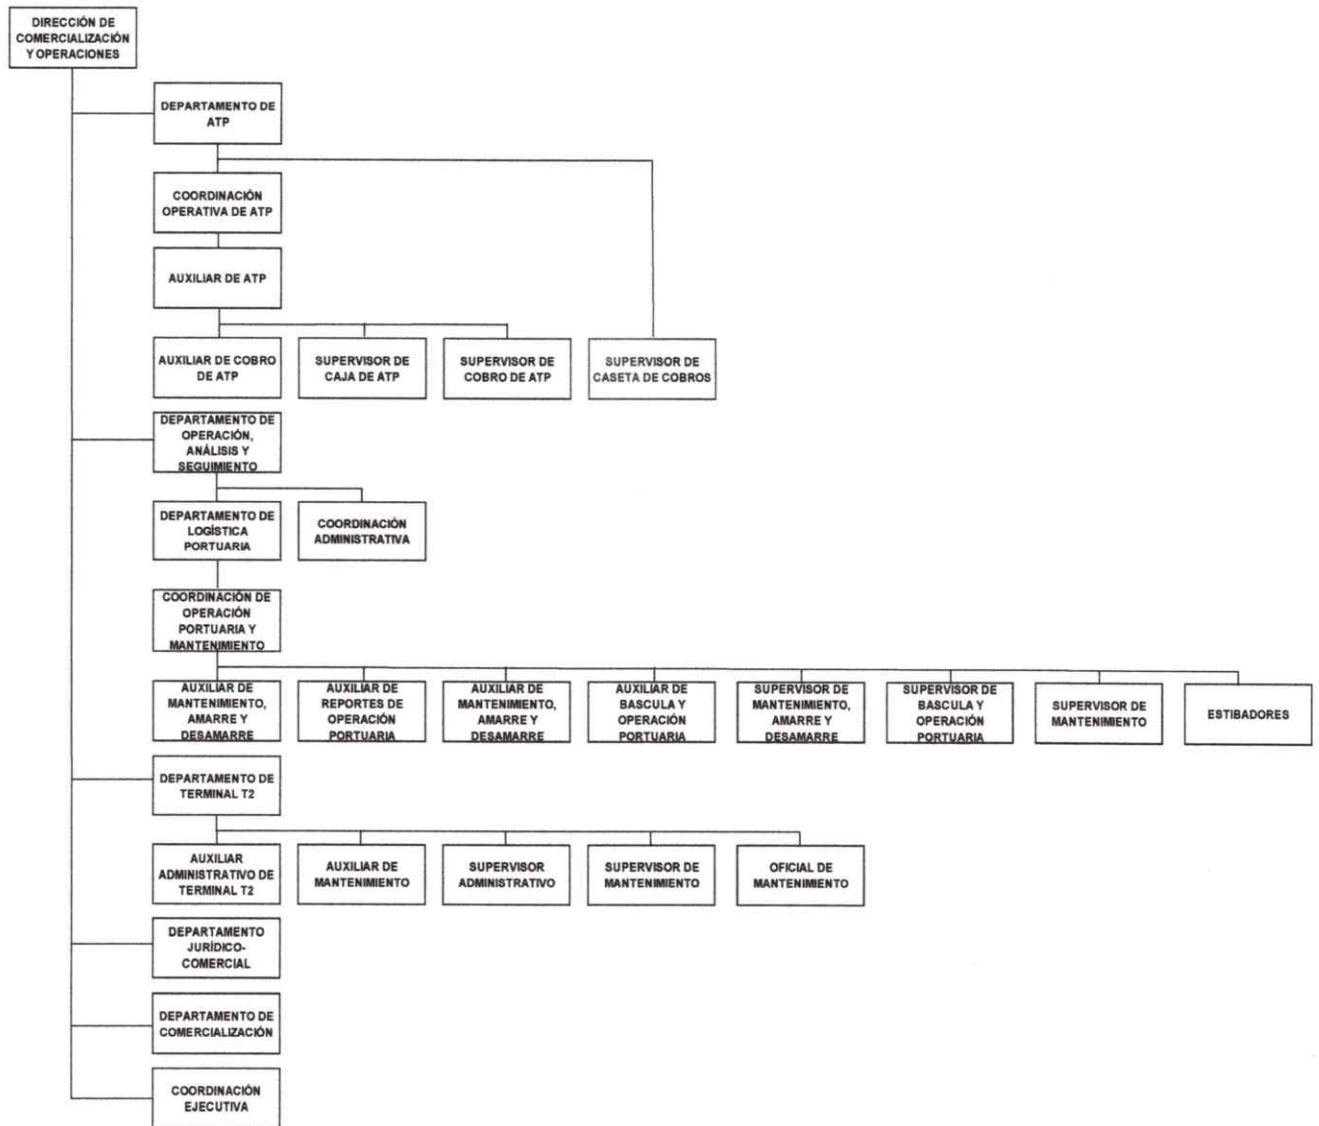 DIRECCIÓN DE
COMERCIALIZACIÓN
Y OPERACIONES
DEPARTAMENTO DE
ATP
COORDINACIÓN
OPERATIVA DE ATP
AUXILIAR DE ATP
AUXILIAR DE COBRO
DE ATP
SUPERVISOR DE
CAJA DE ATP
SUPERVISOR DE
COBRO DE ATP
SUPERVISOR DE
CASETA DE COBROS
DEPARTAMENTO DE
OPERACIÓN,
ANÁLISIS Y
SEGUIMIENTO
DEPARTAMENTO DE
LOGÍSTICA
PORTUARIA
COORDINACIÓN
ADMINISTRATIVA
COORDINACIÓN DE
OPERACIÓN
PORTUARIA Y
MANTENIMIENTO
AUXILIAR DE
MANTENIMIENTO,
AMARRE Y
DESAMARRE
AUXILIAR DE
REPORTES DE
OPERACIÓN
PORTUARIA
AUXILIAR DE
MANTENIMIENTO,
AMARRE Y
DESAMARRE
AUXILIAR DE
BASCULA Y
OPERACIÓN
PORTUARIA
SUPERVISOR DE
MANTENIMIENTO,
AMARRE Y
DESAMARRE
SUPERVISOR DE
BASCULA Y
OPERACIÓN
PORTUARIA
SUPERVISOR DE
MANTENIMIENTO
ESTIBADORES
DEPARTAMENTO DE
TERMINAL T2
AUXILIAR
ADMINISTRATIVO DE
TERMINAL T2
AUXILIAR DE
MANTENIMIENTO
SUPERVISOR
ADMINISTRATIVO
SUPERVISOR DE
MANTENIMIENTO
OFICIAL DE
MANTENIMIENTO
DEPARTAMENTO
JURÍDICO-
COMERCIAL
DEPARTAMENTO DE
COMERCIALIZACIÓN
COORDINACIÓN
EJECUTIVA